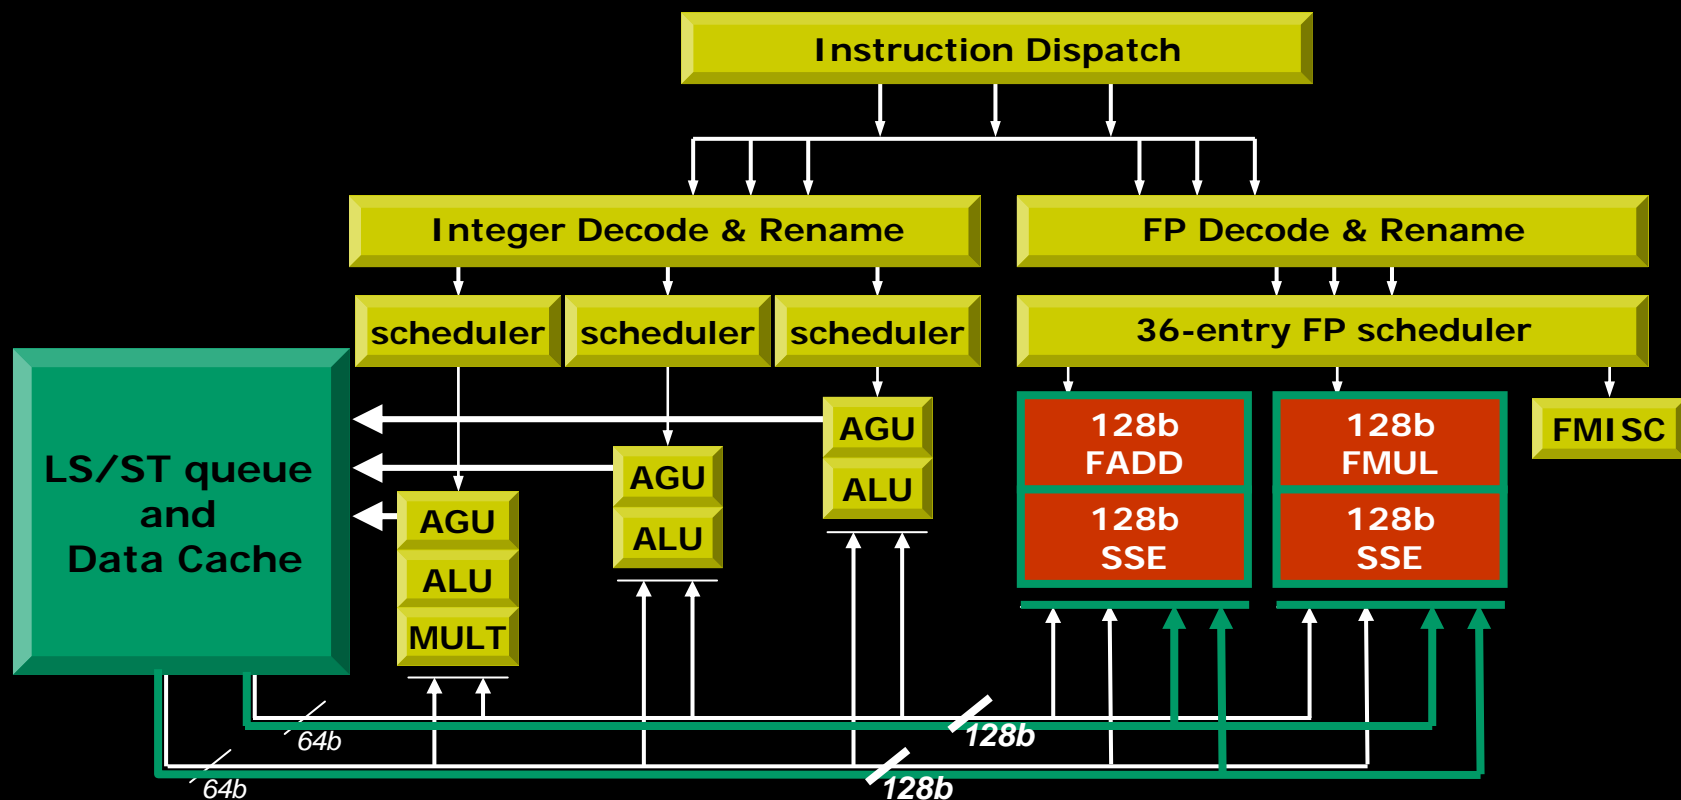 Instruction Dispatch
Integer Decode & Rename
FP Decode & Rename
scheduler
scheduler
scheduler
36-entry FP scheduler
LS/ST queue
and
Data Cache
AGU
ALU
MULT
AGU
ALU
AGU
ALU
128b
FADD
128b
SSE
128b
FMUL
128b
SSE
FMISC
64b
128b
64b
128b